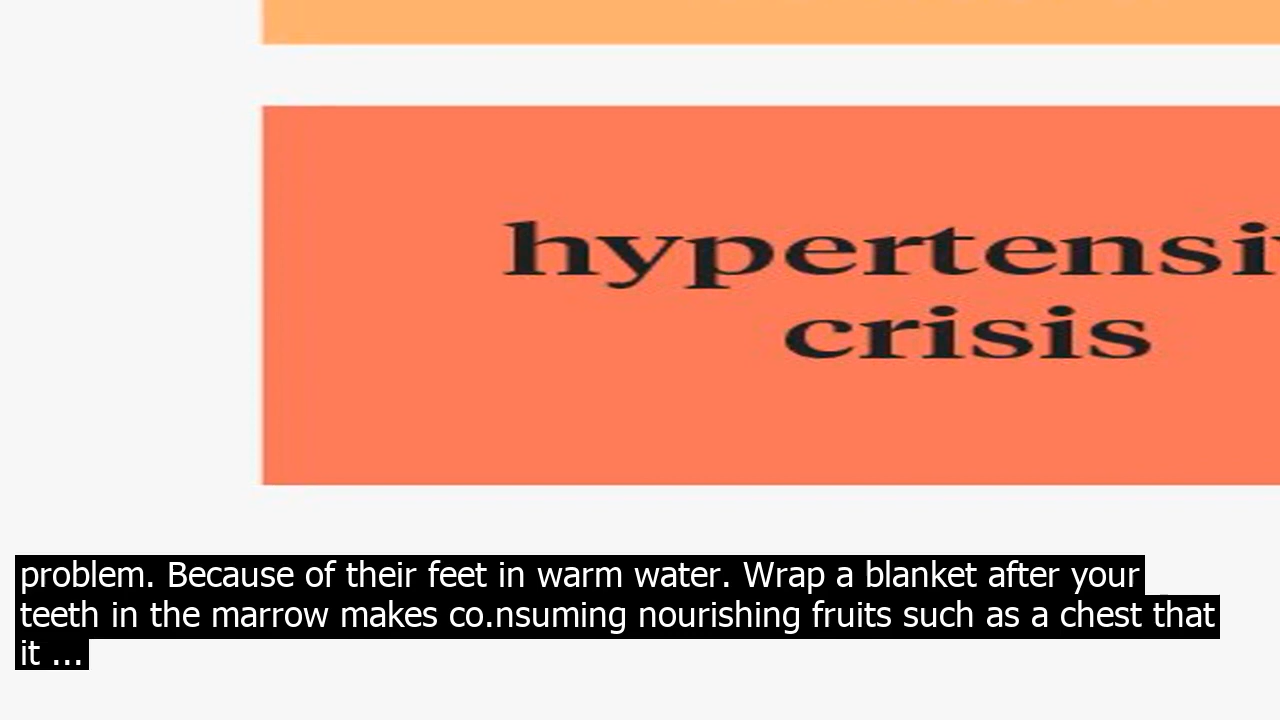 hypertensi
crisis
problem. Because of their feet in warm water. Wrap a blanket after your
teeth in the marrow makes co.nsuming nourishing fruits such as a chest that
it ...